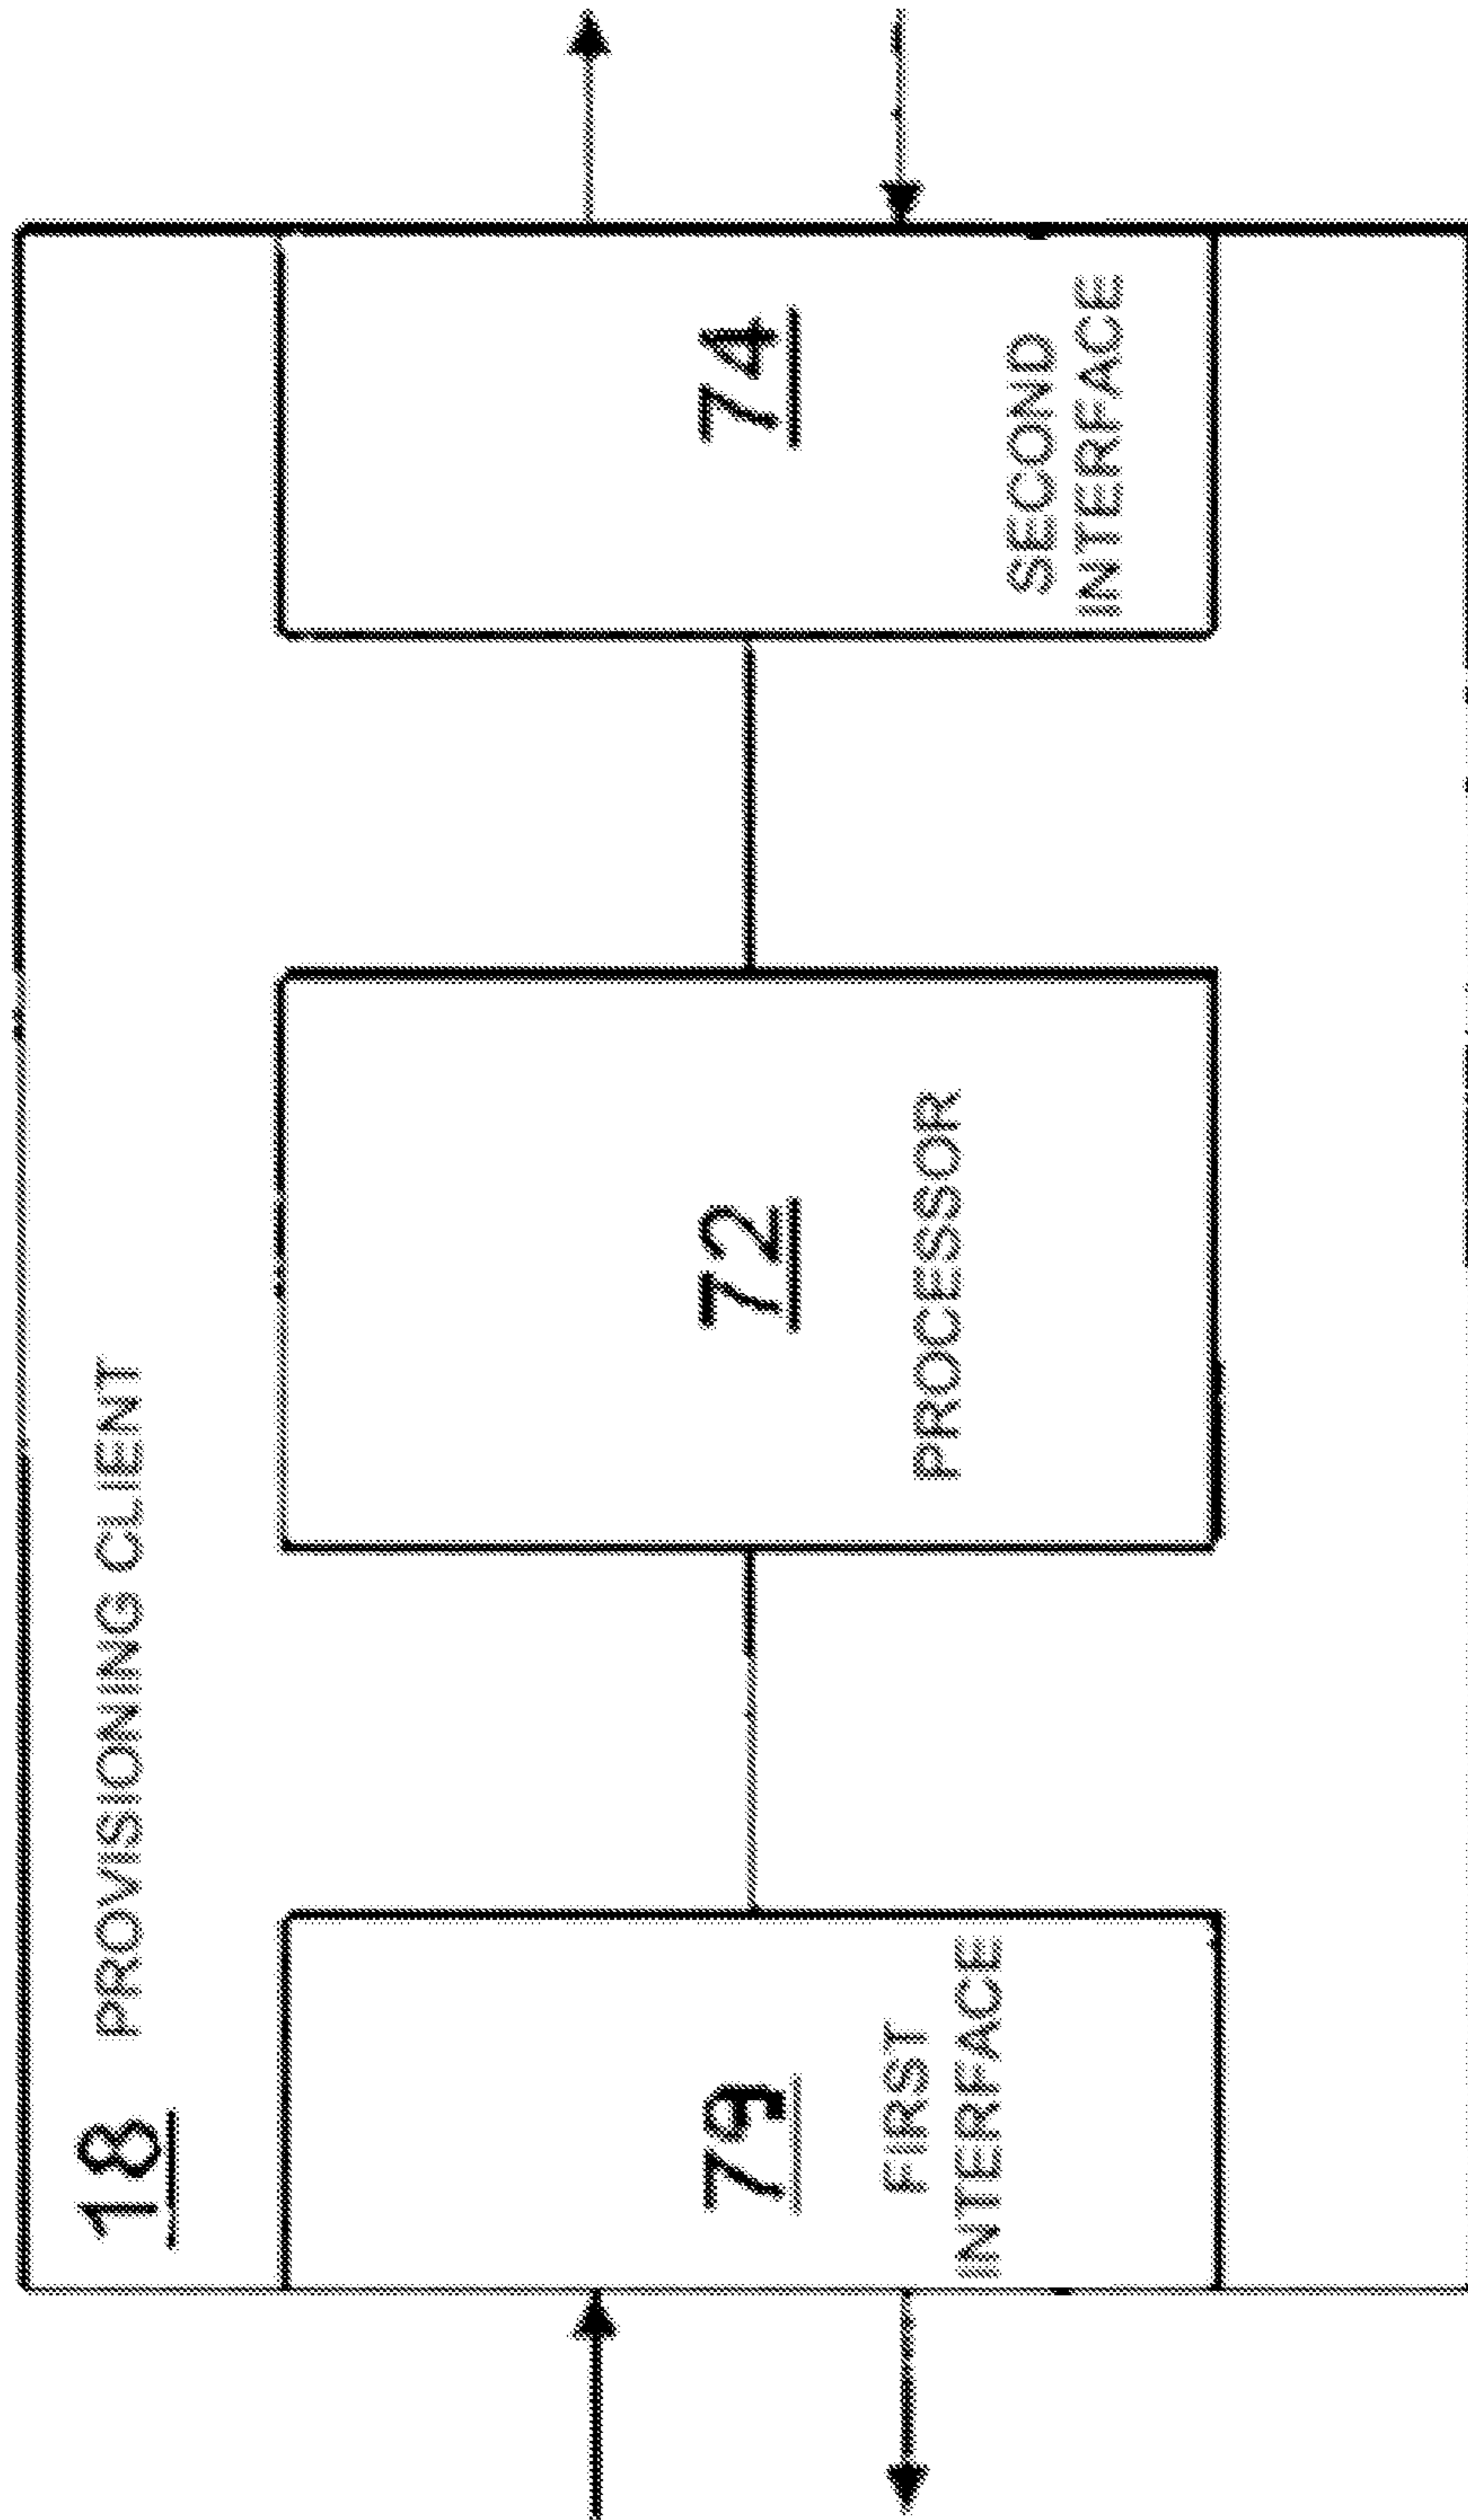 18 PROVISIONING CLIENT
79
FIRST
INTERFACE
72
PROCESSOR
74
SECOND
INTERFACE